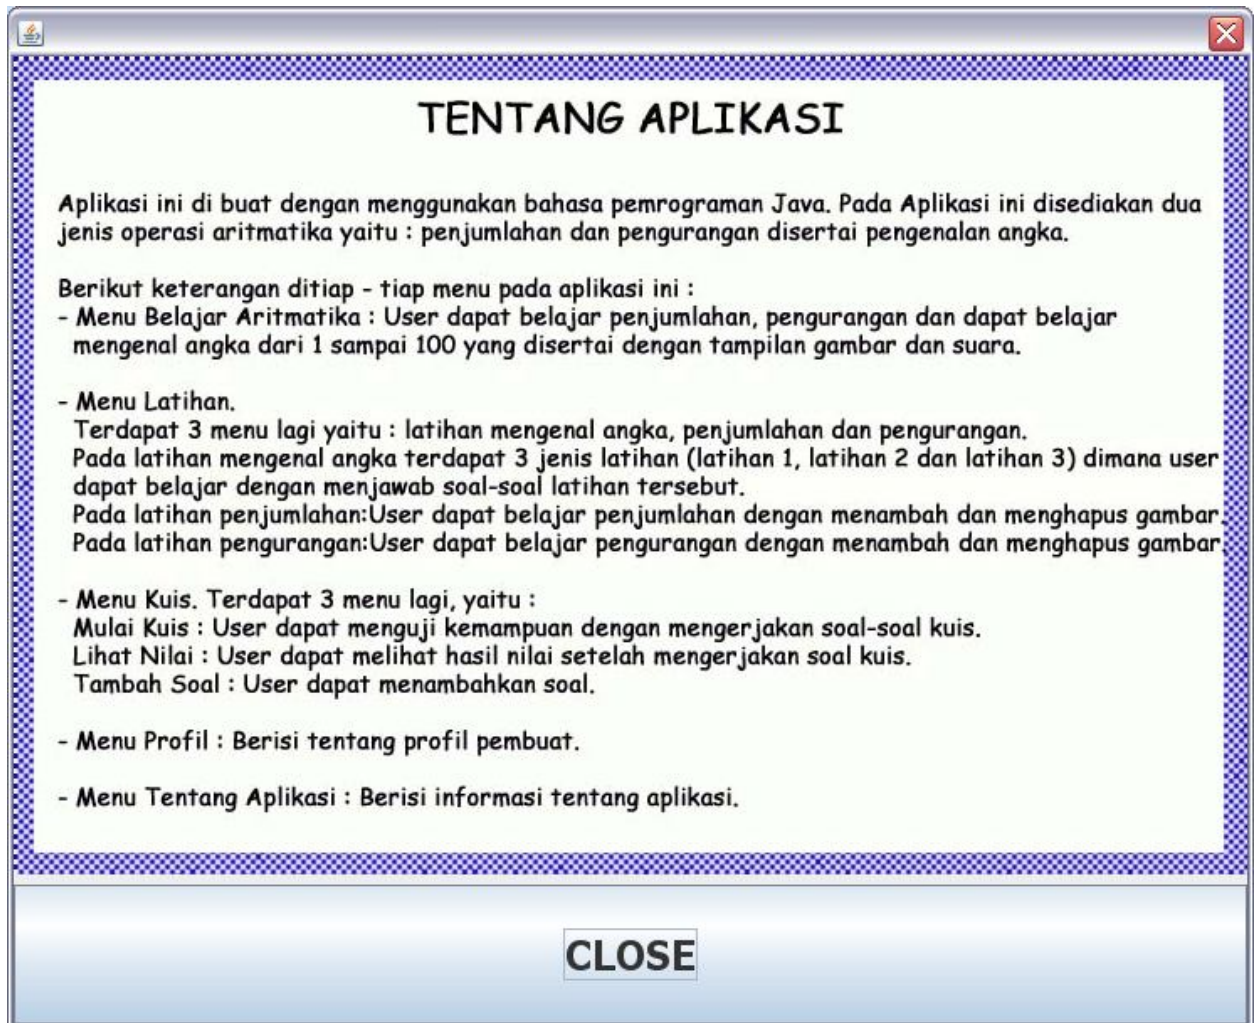 TENTANG APLIKASI
Aplikasi ini di buat dengan menggunakan bahasa pemrograman Java. Pada Aplikasi ini disediakan dua
jenis operasi aritmatika yaitu : penjumlahan dan pengurangan disertai pengenalan angka.
Berikut keterangan ditiap - tiap menu pada aplikasi ini :
- Menu Belajar Aritmatika : User dapat belajar penjumlahan, pengurangan dan dapat belajar
mengenal angka dari 1 sampai 100 yang disertai dengan tampilan gambar dan suara.
- Menu Latihan.
Terdapat 3 menu lagi yaitu : latihan mengenal angka, penjumlahan dan pengurangan.
Pada latihan mengenal angka terdapat 3 jenis latihan (latihan 1, latihan 2 dan latihan 3) dimana user
dapat belajar dengan menjawab soal-soal latihan tersebut.
Pada latihan penjumlahan:User dapat belajar penjumlahan dengan menambah dan menghapus gambar.
Pada latihan pengurangan:User dapat belajar pengurangan dengan menambah dan menghapus gambar.
- Menu Kuis. Terdapat 3 menu lagi, yaitu :
Mulai Kuis : User dapat menguji kemampuan dengan mengerjakan soal-soal kuis.
Lihat Nilai : User dapat melihat hasil nilai setelah mengerjakan soal kuis.
Tambah Soal : User dapat menambahkan soal.
- Menu Profil : Berisi tentang profil pembuat.
- Menu Tentang Aplikasi : Berisi informasi tentang aplikasi.
CLOSE